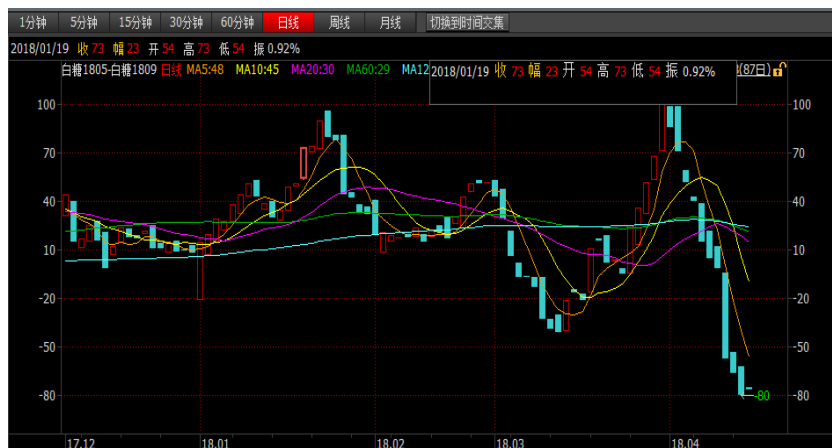 1分钟 5分钟 15分钟 30分钟 60分钟 日线 周线 月线 切换到时间交集
2018/01/19 收 73 幅 23 开 54 高 73 低 54 振 0.92%
白糖1805-白糖1809 日线 MA5:48 MA10:45 MA20:30 MA60:29 MA12
2018/01/19 收 73 幅 23 开 54 高 73 低 54 振 0.92%
(87日)
100 100
70 70
40 40
10 10
-20 -20
-50 -50
-80 -80 -80
17.12 18.01 18.02 18.03 18.04